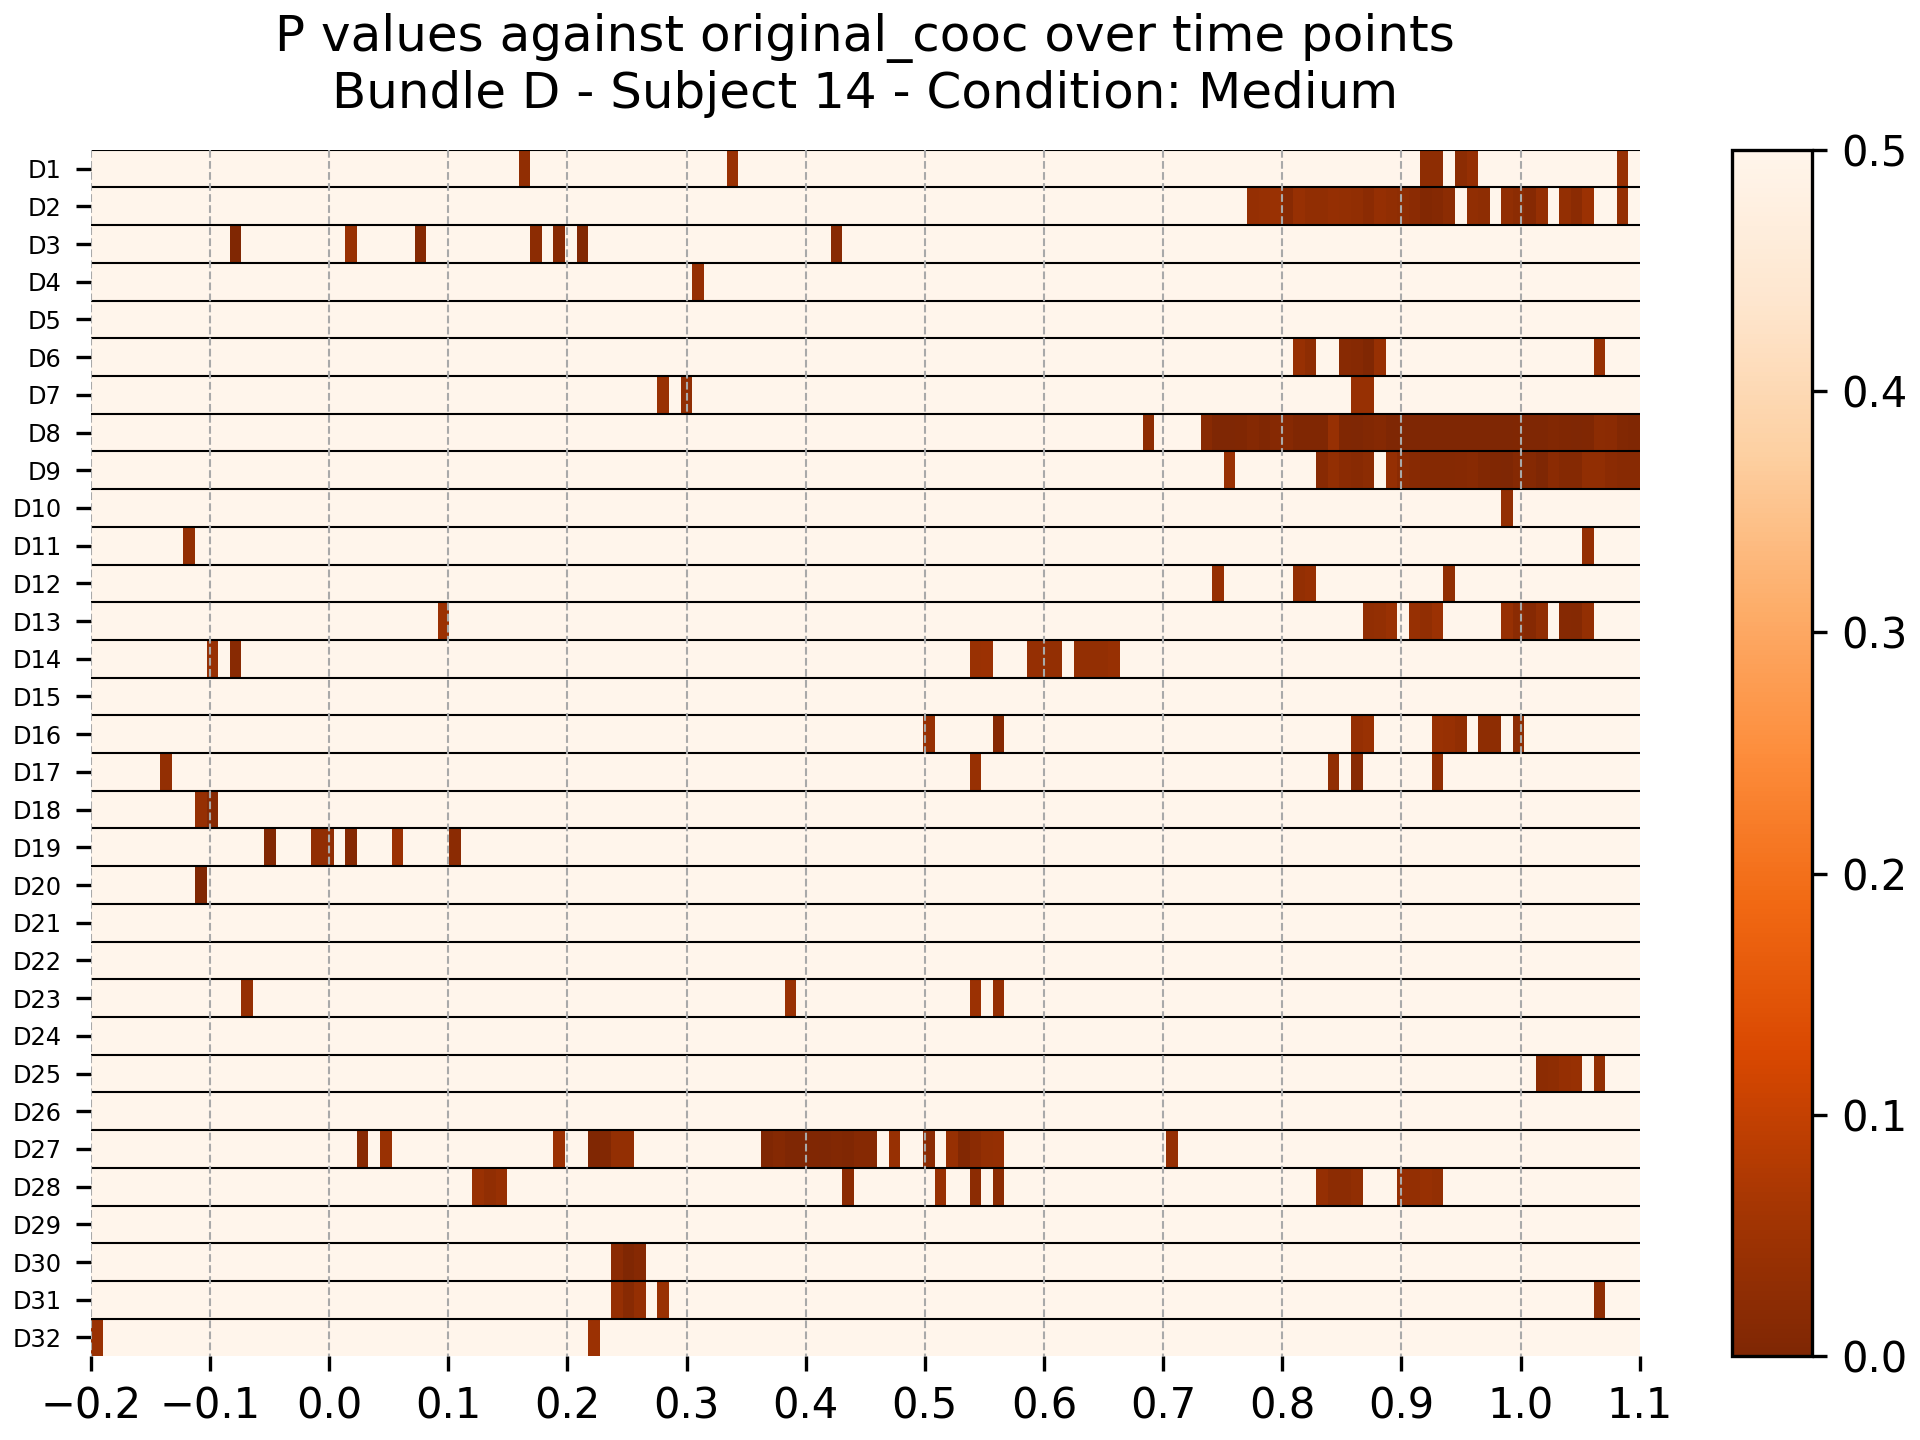 P values against original_cooc over time points
Bundle D - Subject 14 - Condition: Medium
D1
D2
D3
D4
D5
D6
D7
D8
D9
D10
D11
D12
D13
D14
D15
D16
D17
D18
D19
D20
D21
D22
D23
D24
D25
D26
D27
D28
D29
D30
D31
D32
−0.2 −0.1 0.0 0.1 0.2 0.3 0.4 0.5 0.6 0.7 0.8 0.9 1.0 1.1
0.5
0.4
0.3
0.2
0.1
0.0